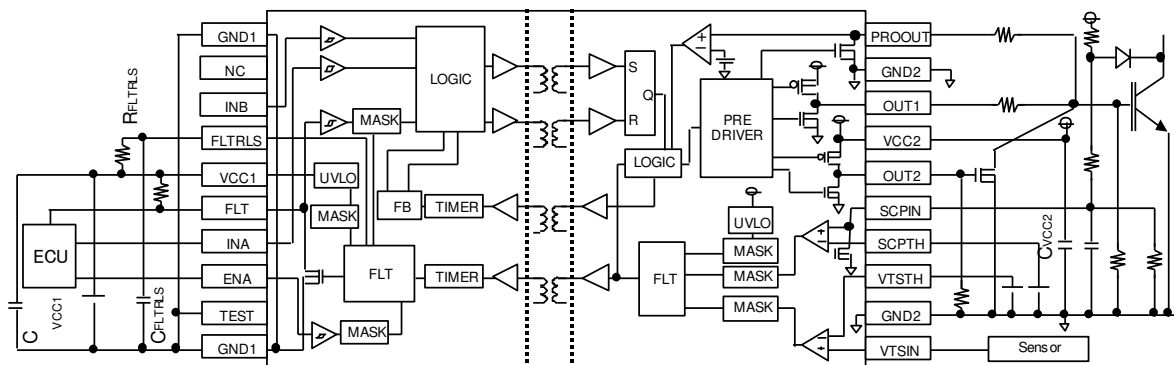 GND1
NC
INB
FLTRLS
VCC1
FLT
INA
ENA
TEST
GND1
RFLTRLS
ECU
C
VCC1
CFLTRLS
LOGIC
MASK
UVLO
MASK
FB
TIMER
FLT
TIMER
MASK
S
Q
R
PRE
DRIVER
LOGIC
UVLO
MASK
FLT
MASK
MASK
+
-
+
-
PROOUT
GND2
OUT1
VCC2
OUT2
SCPIN
SCPTH
VTSTH
GND2
VTSIN
CVCC2
Sensor